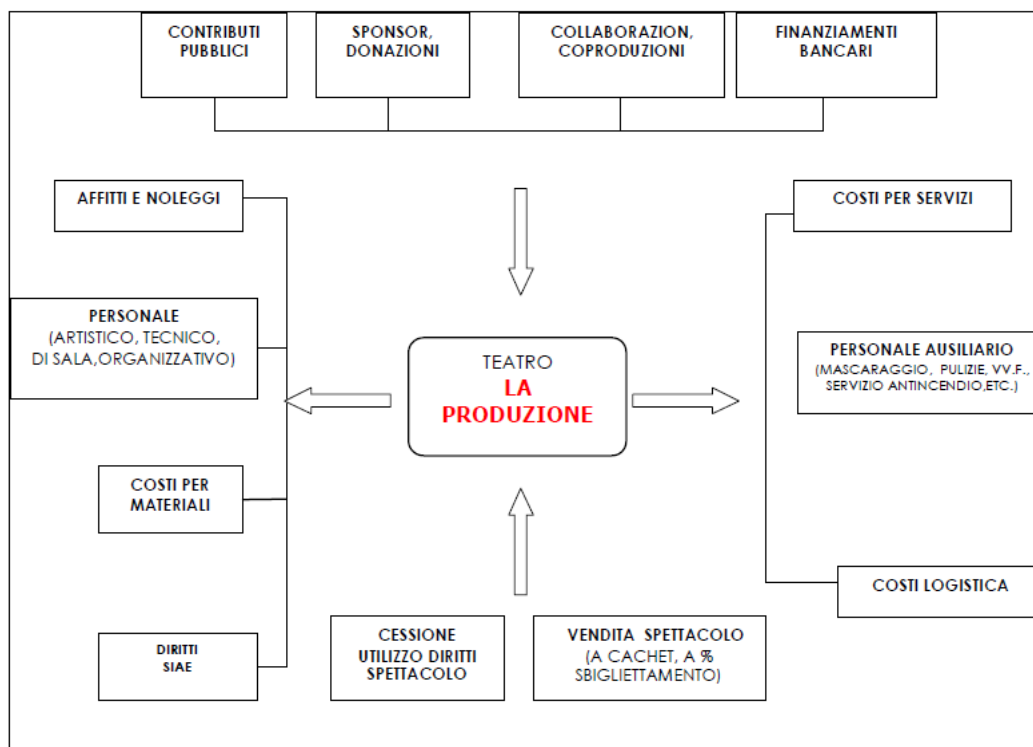 CONTRIBUTI
PUBBLICI
SPONSOR,
DONAZIONI
COLLABORAZION,
COPRODUZIONI
FINANZIAMENTI
BANCARI
AFFITTI E NOLEGGI
COSTI PER SERVIZI
PERSONALE
(ARTISTICO, TECNICO,
DI SALA,ORGANIZZATIVO)
TEATRO
LA
PRODUZIONE
PERSONALE AUSILIARIO
(MASCARAGGIO, PULIZIE, VV.F.,
SERVIZIO ANTINCENDIO,ETC.)
COSTI PER
MATERIALI
COSTI LOGISTICA
DIRITTI
SIAE
CESSIONE
UTILIZZO DIRITTI
SPETTACOLO
VENDITA SPETTACOLO
(A CACHET, A %
SBIGLIETTAMENTO)